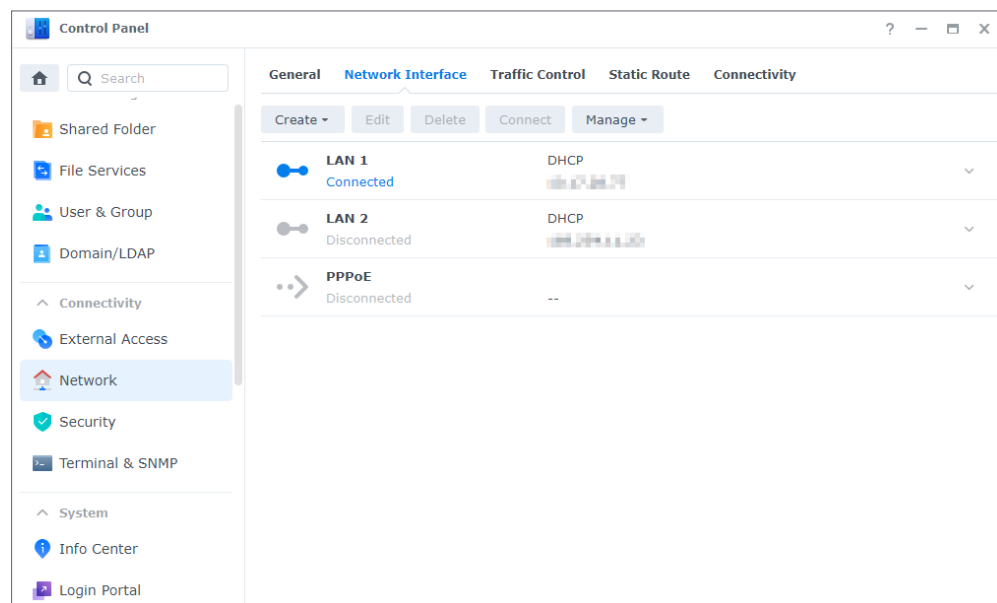 Control Panel
Search
General Network Interface Traffic Control Static Route Connectivity
Shared Folder
File Services
User & Group
Domain/LDAP
Connectivity
External Access
Network
Security
Terminal & SNMP
System
Info Center
Login Portal
Create Edit Delete Connect Manage
LAN 1 DHCP
Connected
LAN 2 DHCP
Disconnected
PPPoE
Disconnected --